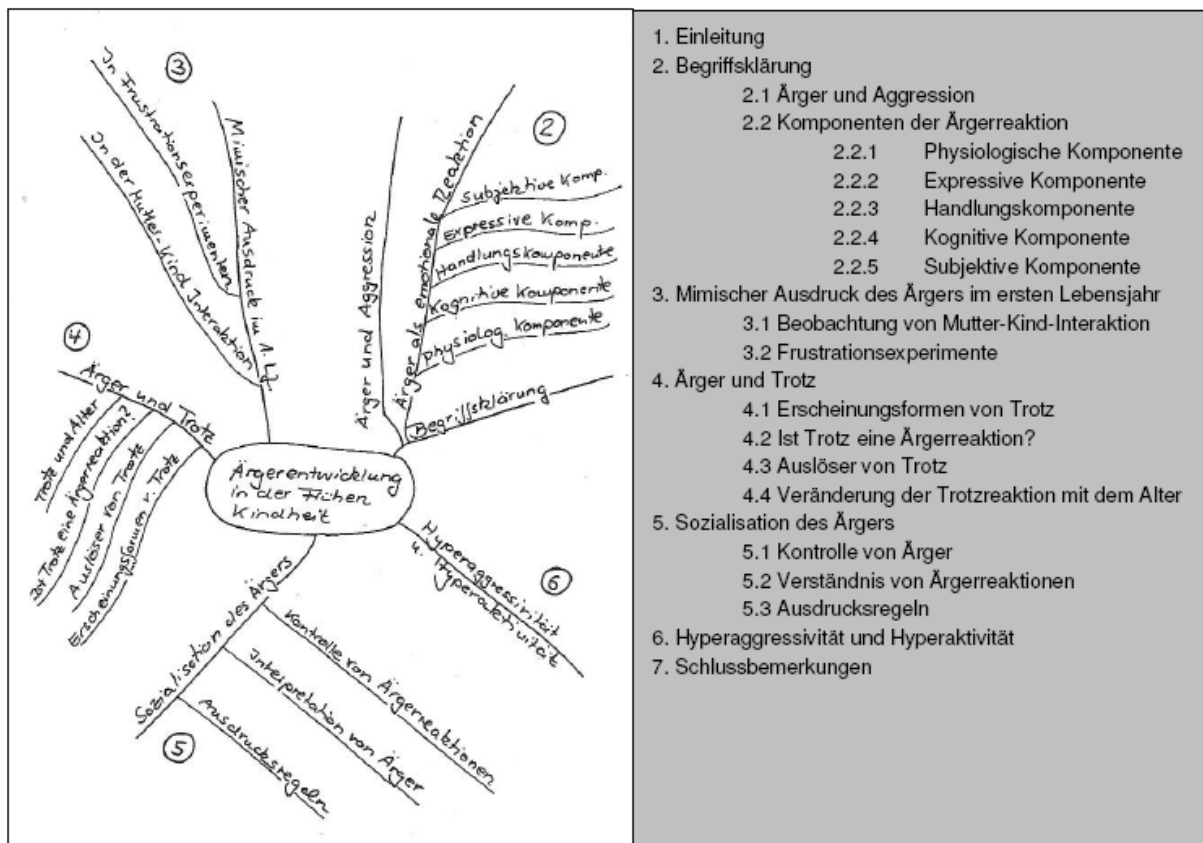 ③
In Frustrationsexperimenten
In der Mutter-Kind Interaktion
Mimischer Ausdruck im 1. LJ.
②
Ärger und Aggression
Ärger als emotionale Reaktion
Subjektive Komp.
Expressive Komp.
Handlungskomponente
Kognitive Komponente
Physiolog. Komponente
Begriffsklärung
④
Ärger und Trotz
Trotz und Alter
Ist Trotz eine Ärgerreaktion?
Auslöser von Trotz
Erscheinungsformen v. Trotz
Ärgerentwicklung
in der Frühen
Kindheit
Hyperaggressivität
u. Hyperaktivität
⑥
Sozialisation des Ärgers
Kontrolle von Ärgerreaktionen
Interpretation von Ärger
Ausdrucksregeln
⑤
1. Einleitung
2. Begriffsklärung
2.1 Ärger und Aggression
2.2 Komponenten der Ärgerreaktion
2.2.1 Physiologische Komponente
2.2.2 Expressive Komponente
2.2.3 Handlungskomponente
2.2.4 Kognitive Komponente
2.2.5 Subjektive Komponente
3. Mimischer Ausdruck des Ärgers im ersten Lebensjahr
3.1 Beobachtung von Mutter-Kind-Interaktion
3.2 Frustrationsexperimente
4. Ärger und Trotz
4.1 Erscheinungsformen von Trotz
4.2 Ist Trotz eine Ärgerreaktion?
4.3 Auslöser von Trotz
4.4 Veränderung der Trotzreaktion mit dem Alter
5. Sozialisation des Ärgers
5.1 Kontrolle von Ärger
5.2 Verständnis von Ärgerreaktionen
5.3 Ausdrucksregeln
6. Hyperaggressivität und Hyperaktivität
7. Schlussbemerkungen